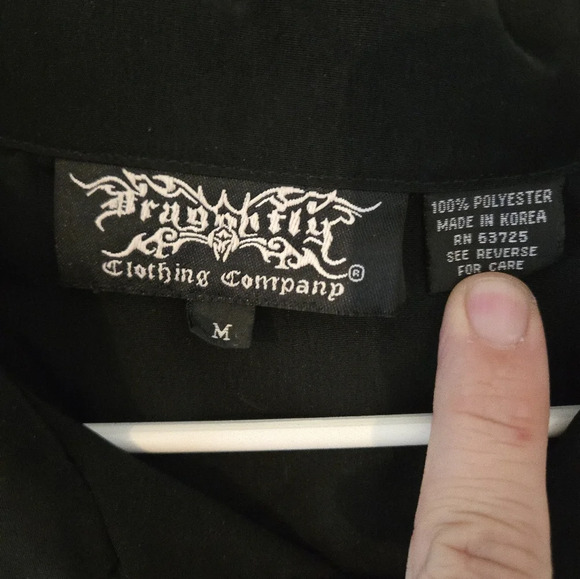 Dragonfly
Clothing Company ®
M
100% POLYESTER
MADE IN KOREA
RN 63725
SEE REVERSE
FOR CARE